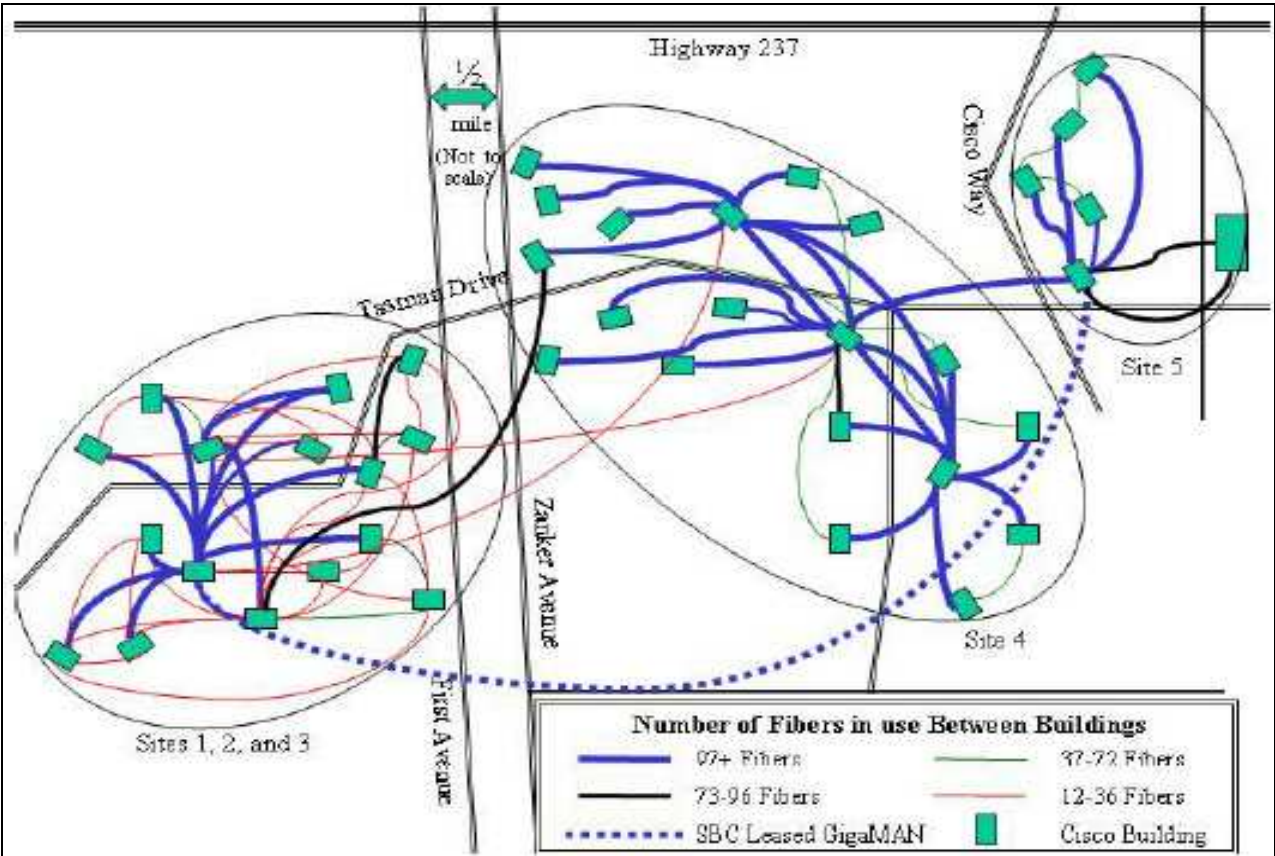 Highway 237
½
mile
(Not to
scale)
Cisco Way
Tasman Drive
Site 5
Zanker Avenue
Site 4
First Avenue
Sites 1, 2, and 3
Number of Fibers in use Between Buildings
97+ Fibers
37-72 Fibers
73-96 Fibers
12-36 Fibers
SBC Leased GigaMAN
Cisco Building